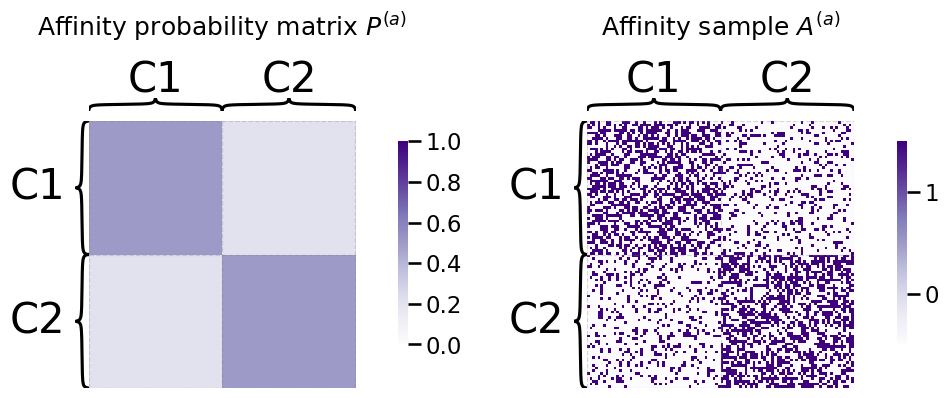 Affinity probability matrix P^(a)
C1 C2
C1
C2
1.0
0.8
0.6
0.4
0.2
0.0
Affinity sample A^(a)
C1 C2
C1
C2
1
0